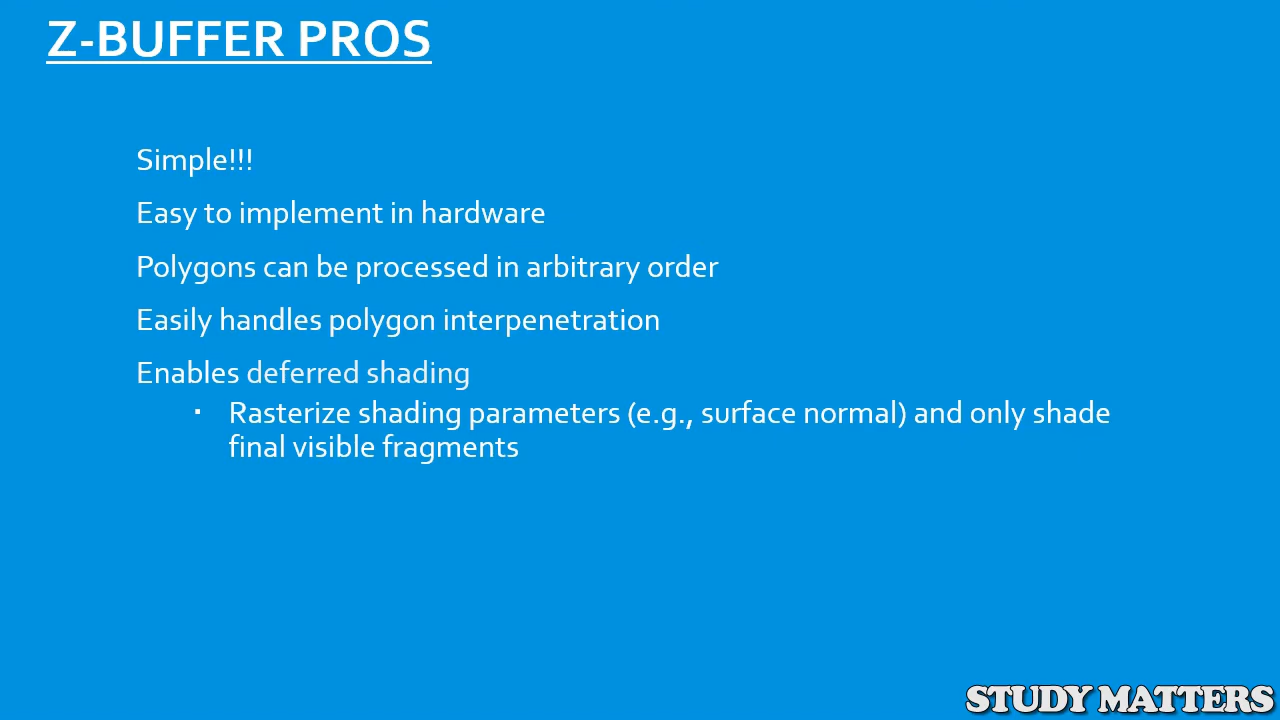 Z-BUFFER PROS
Simple!!!
Easy to implement in hardware
Polygons can be processed in arbitrary order
Easily handles polygon interpenetration
Enables deferred shading
▪ Rasterize shading parameters (e.g., surface normal) and only shade
final visible fragments
STUDY MATTERS